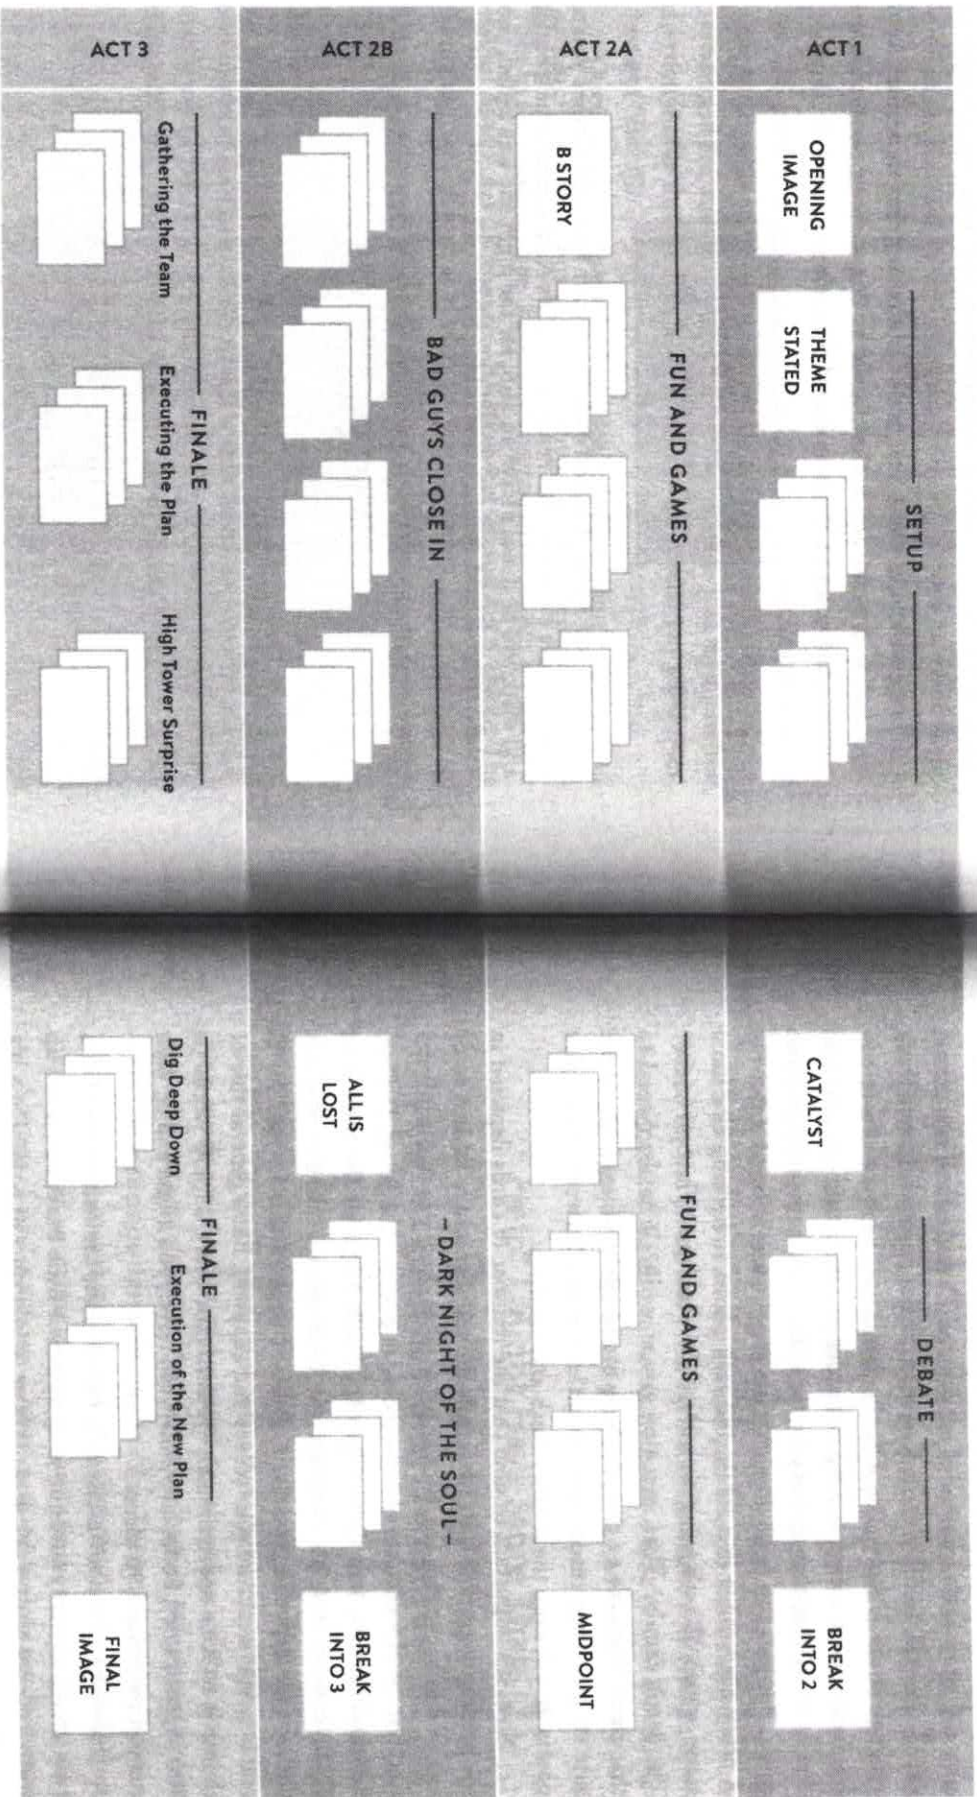 ACT 1
SETUP
OPENING
IMAGE
THEME
STATED
DEBATE
CATALYST
BREAK
INTO 2
ACT 2A
FUN AND GAMES
B STORY
FUN AND GAMES
MIDPOINT
ACT 2B
BAD GUYS CLOSE IN
- DARK NIGHT OF THE SOUL -
ALL IS
LOST
BREAK
INTO 3
ACT 3
FINALE
Gathering the Team
Executing the Plan
High Tower Surprise
FINALE
Dig Deep Down
Execution of the New Plan
FINAL
IMAGE